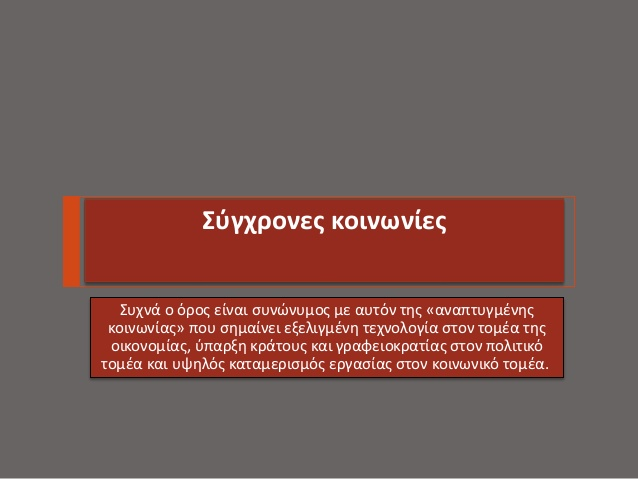 Σύγχρονες κοινωνίες
Συχνά ο όρος είναι συνώνυμος με αυτόν της «αναπτυγμένης
κοινωνίας» που σημαίνει εξελιγμένη τεχνολογία στον τομέα της
οικονομίας, ύπαρξη κράτους και γραφειοκρατίας στον πολιτικό
τομέα και υψηλός καταμερισμός εργασίας στον κοινωνικό τομέα.